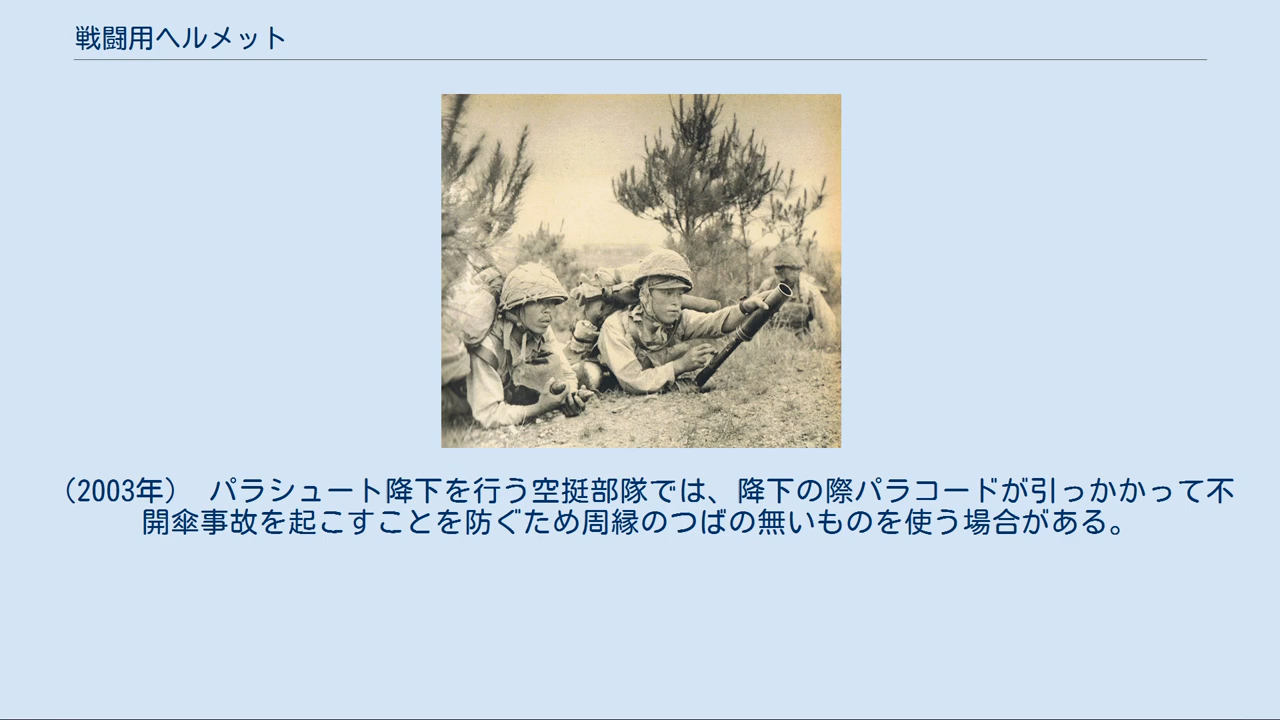 戦闘用ヘルメット
（2003年）　パラシュート降下を行う空挺部隊では、降下の際パラコードが引っかかって不
開傘事故を起こすことを防ぐため周縁のつばの無いものを使う場合がある。